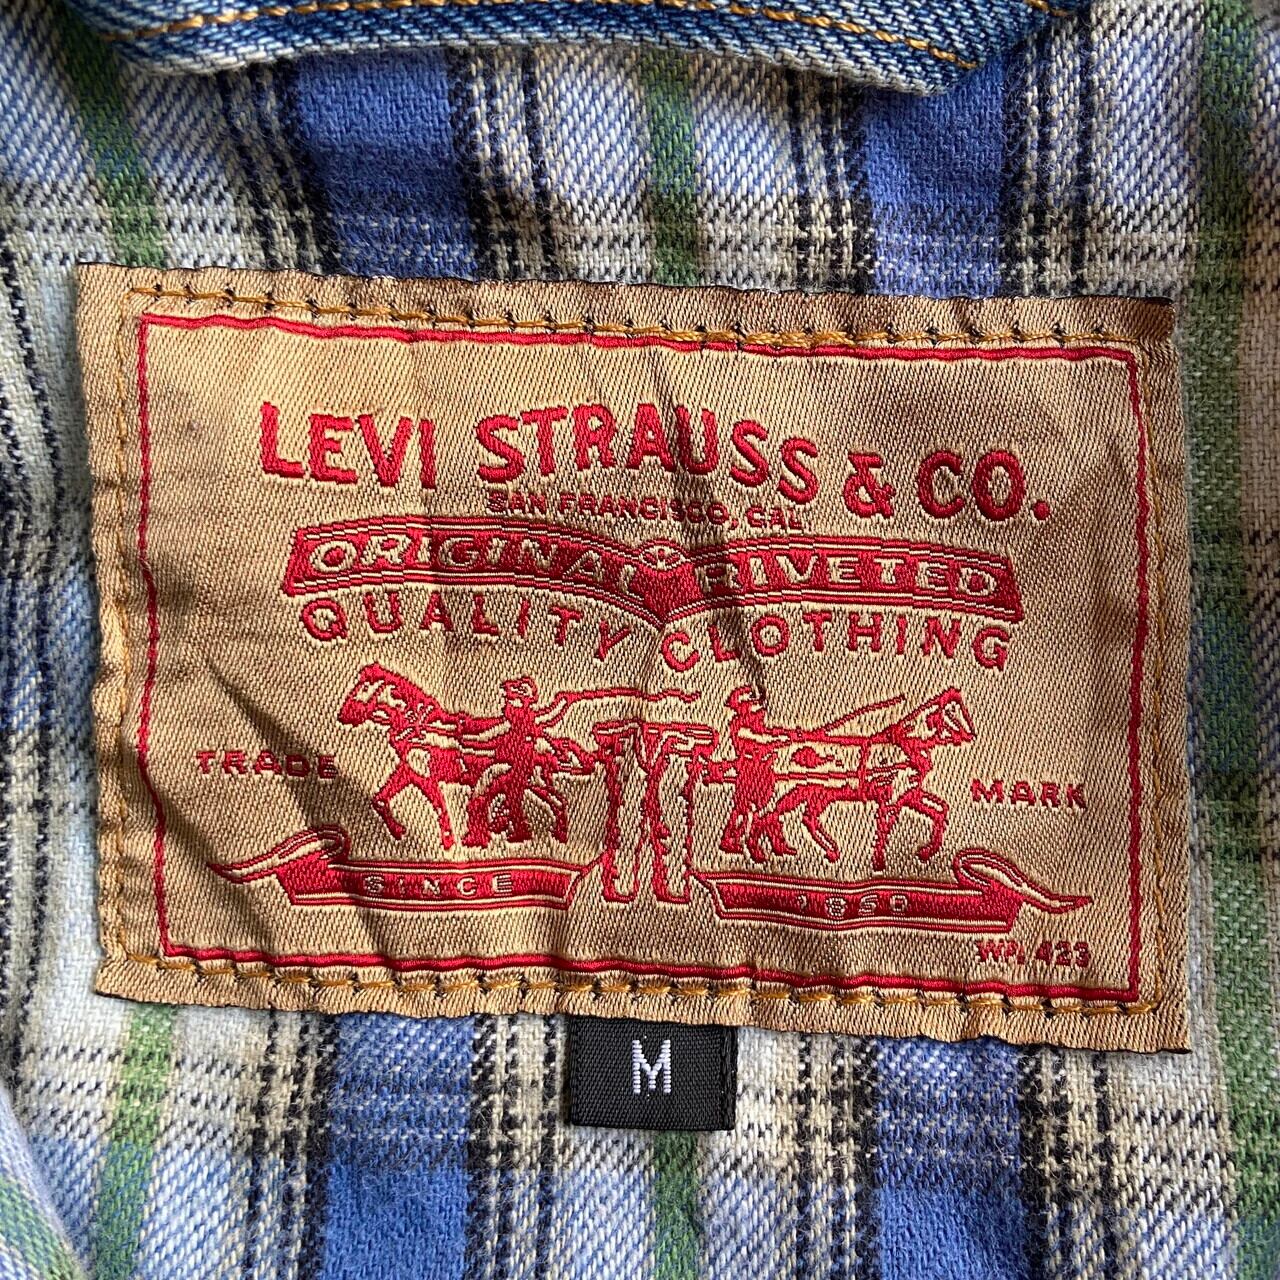 LEVI STRAUSS & CO.
SAN FRANCISCO, CAL
ORIGINAL RIVETED
QUALITY CLOTHING
TRADE MARK
SINCE 1850
WPL 423
M